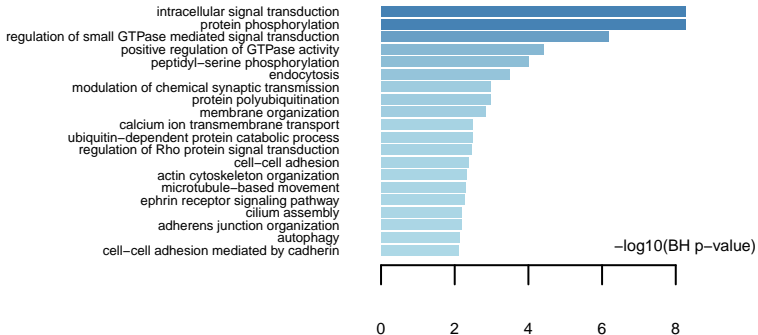 intracellular signal transduction
protein phosphorylation
regulation of small GTPase mediated signal transduction
positive regulation of GTPase activity
peptidyl−serine phosphorylation
endocytosis
modulation of chemical synaptic transmission
protein polyubiquitination
membrane organization
calcium ion transmembrane transport
ubiquitin−dependent protein catabolic process
regulation of Rho protein signal transduction
cell−cell adhesion
actin cytoskeleton organization
microtubule−based movement
ephrin receptor signaling pathway
cilium assembly
adherens junction organization
autophagy
cell−cell adhesion mediated by cadherin
−log10(BH p−value)
0 2 4 6 8